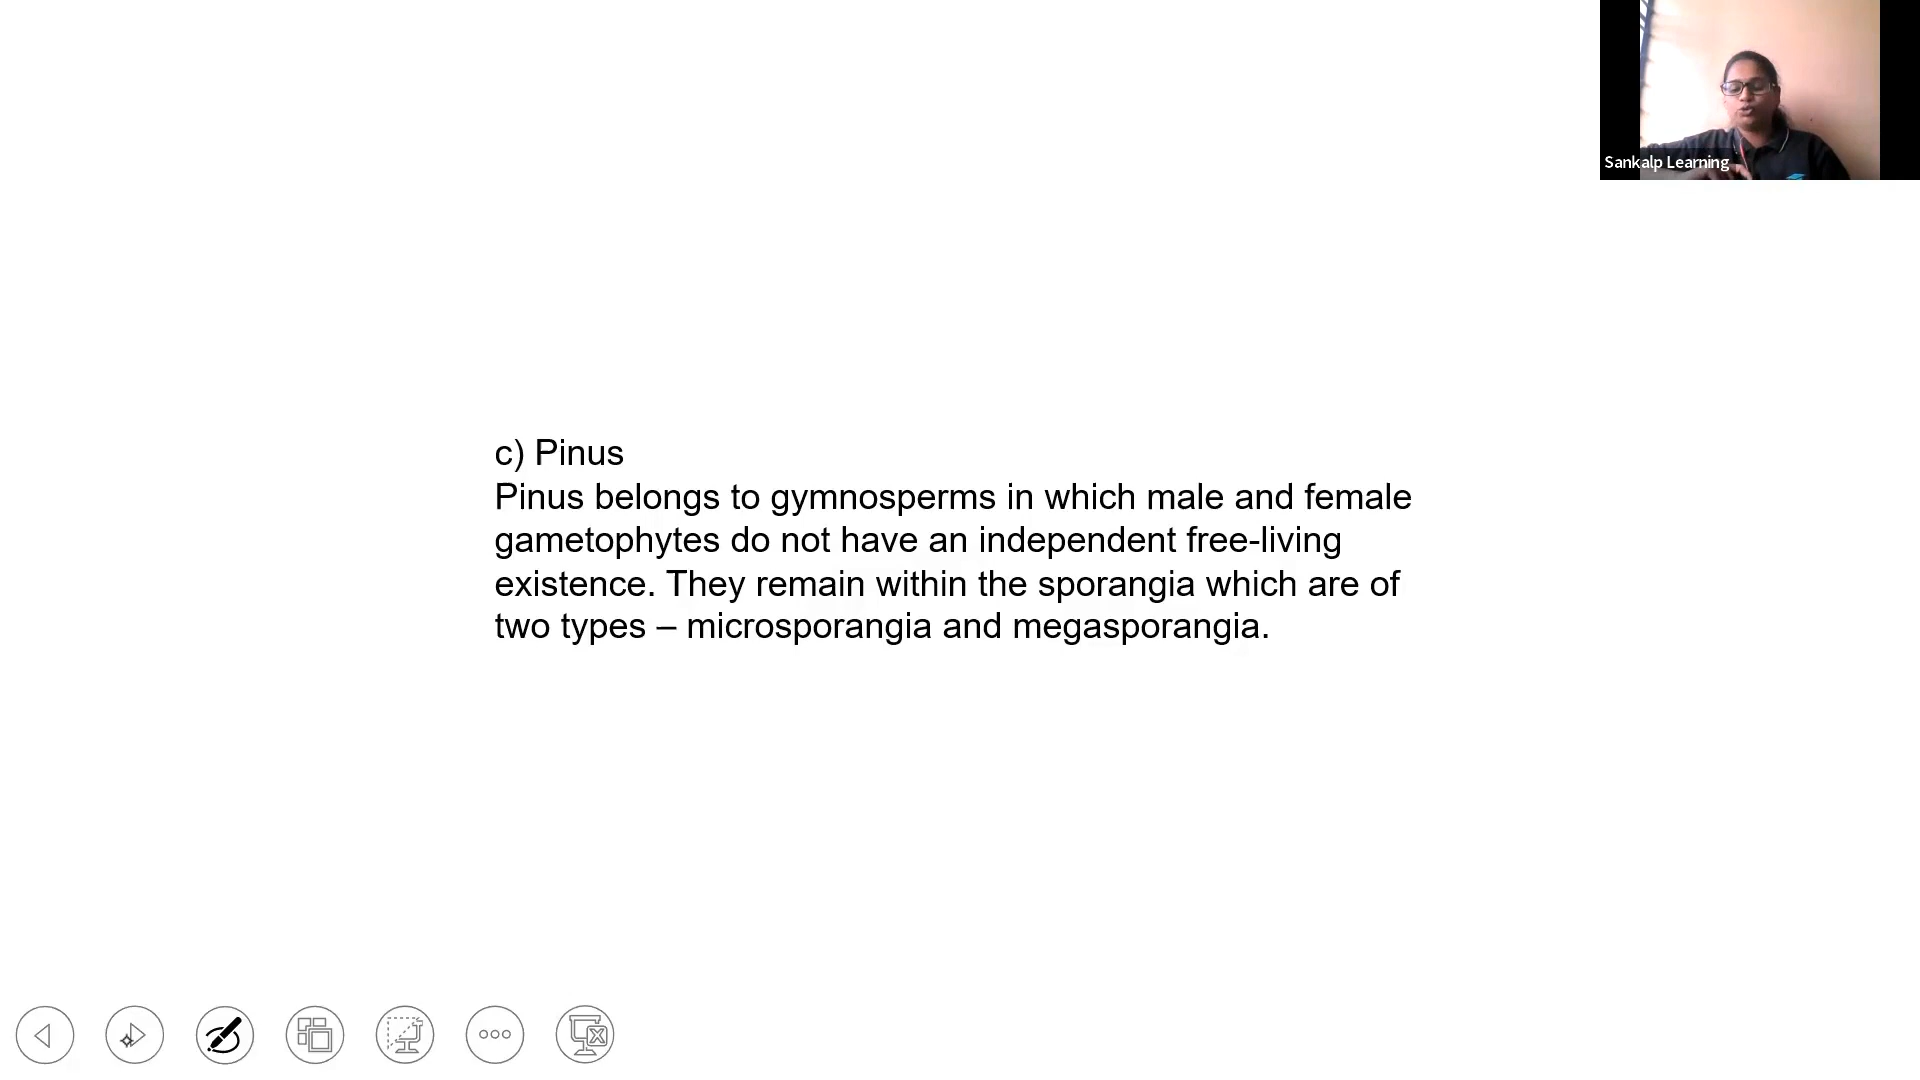 Sankalp Learning
c) Pinus
Pinus belongs to gymnosperms in which male and female
gametophytes do not have an independent free-living
existence. They remain within the sporangia which are of
two types – microsporangia and megasporangia.